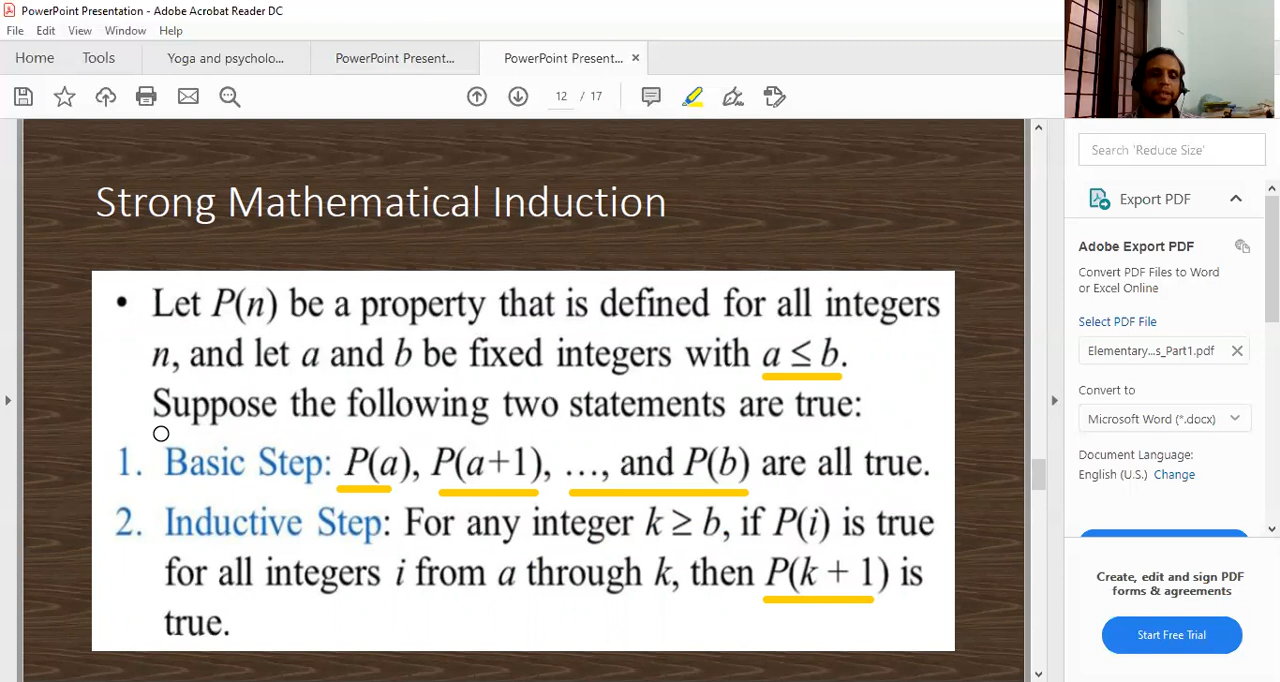 PowerPoint Presentation - Adobe Acrobat Reader DC
File Edit View Window Help
Home Tools Yoga and psycholo... PowerPoint Present... PowerPoint Present... ×
12 / 17
Search 'Reduce Size'
Export PDF
Adobe Export PDF
Convert PDF Files to Word
or Excel Online
Select PDF File
Elementary...s_Part1.pdf
Convert to
Microsoft Word (*.docx)
Document Language:
English (U.S.) Change
Create, edit and sign PDF
forms & agreements
Start Free Trial
Strong Mathematical Induction
• Let P(n) be a property that is defined for all integers
n, and let a and b be fixed integers with a ≤ b.
Suppose the following two statements are true:
1. Basic Step: P(a), P(a+1), …, and P(b) are all true.
2. Inductive Step: For any integer k ≥ b, if P(i) is true
for all integers i from a through k, then P(k + 1) is
true.